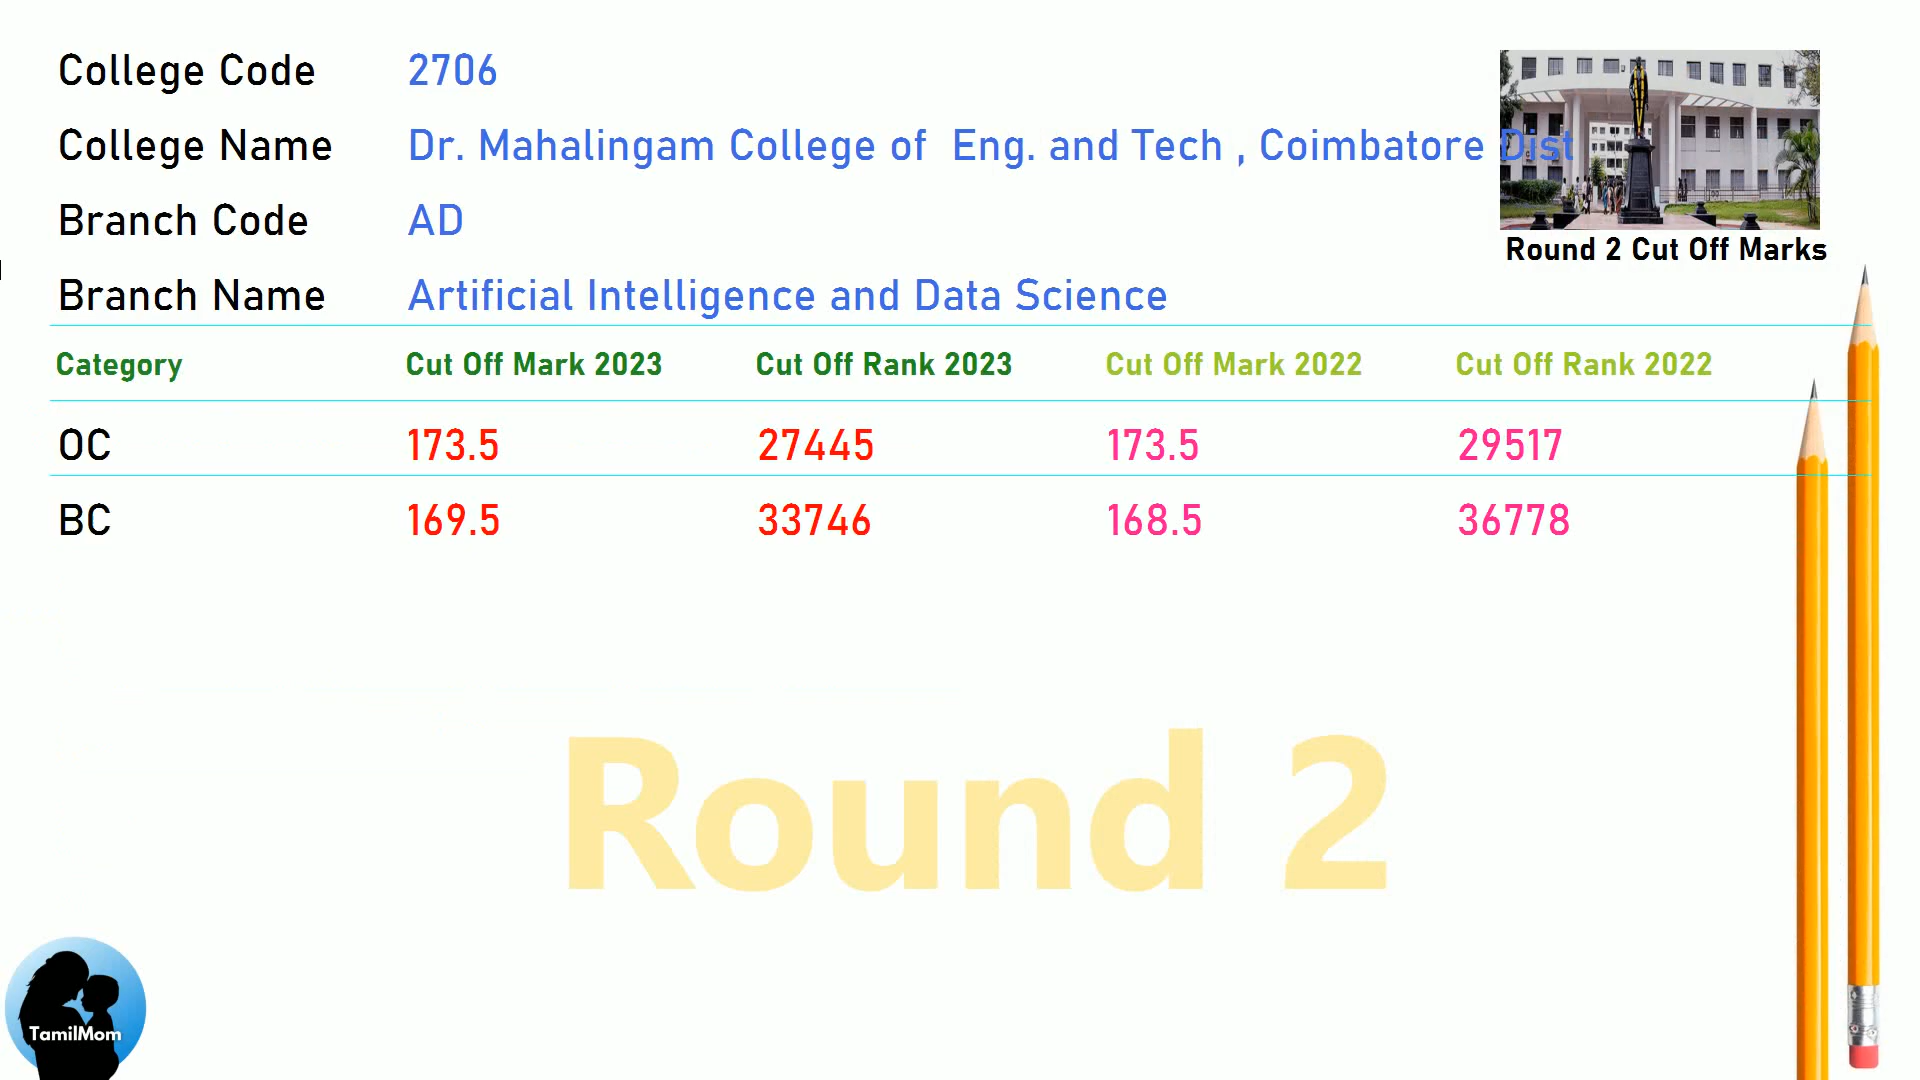 College Code 2706
College Name Dr. Mahalingam College of Eng. and Tech , Coimbatore Dist
Branch Code AD
Round 2 Cut Off Marks
Branch Name Artificial Intelligence and Data Science
Category Cut Off Mark 2023 Cut Off Rank 2023 Cut Off Mark 2022 Cut Off Rank 2022
OC 173.5 27445 173.5 29517
BC 169.5 33746 168.5 36778
Round 2
TamilMom